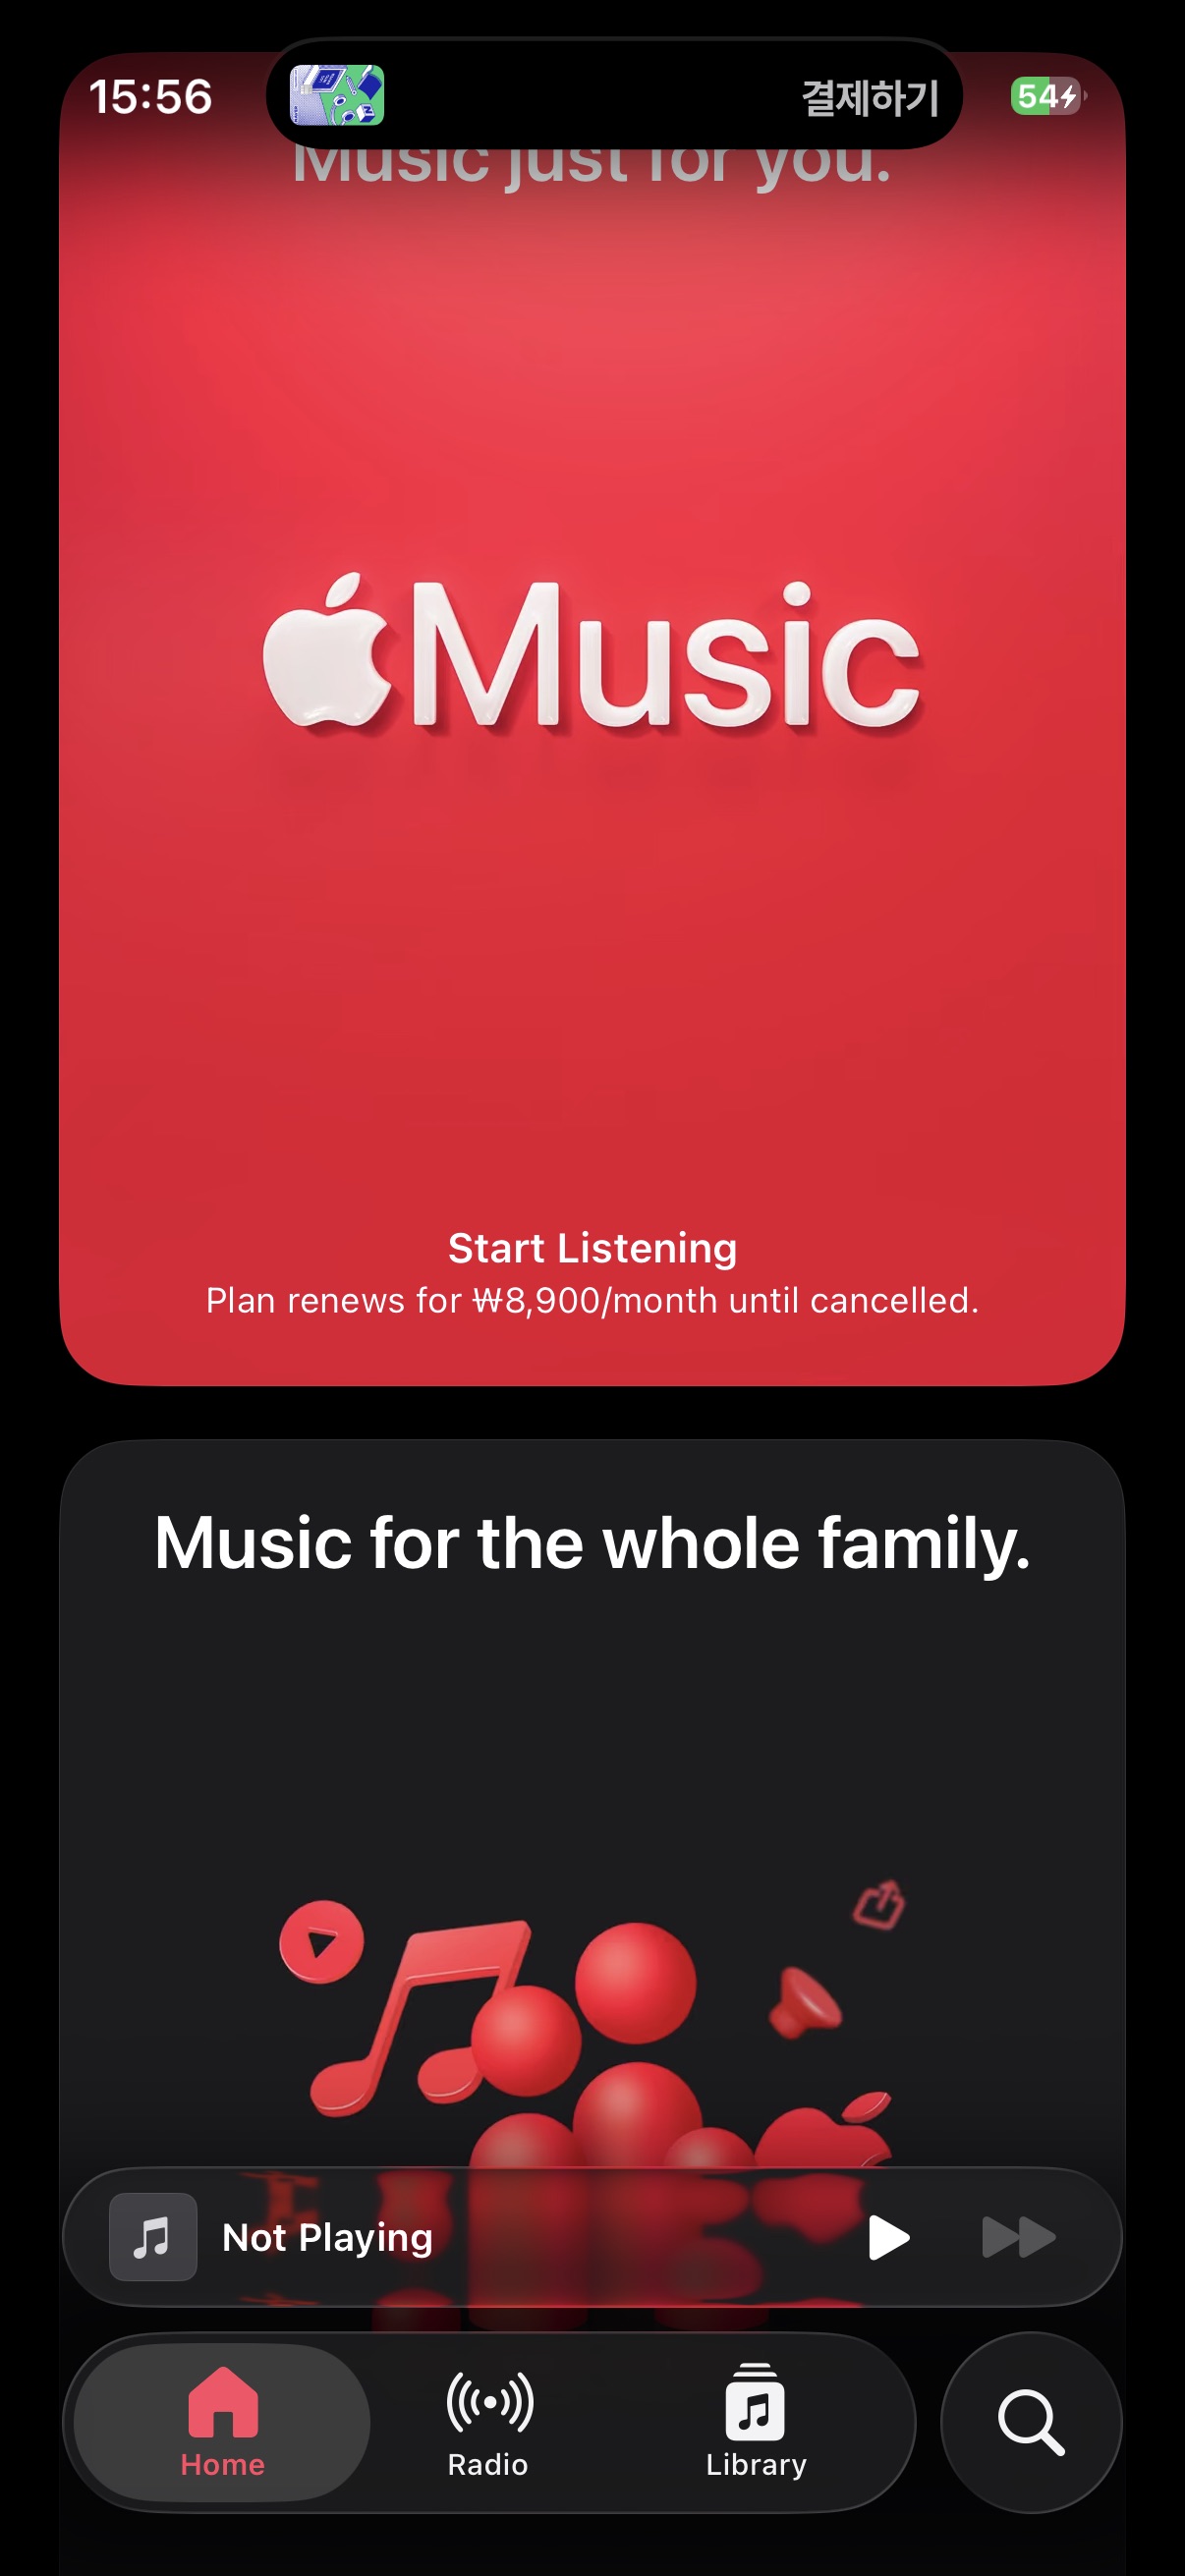 15:56
결제하기
54
Music just for you.
Music
Start Listening
Plan renews for ₩8,900/month until cancelled.
Music for the whole family.
Not Playing
Home
Radio
Library